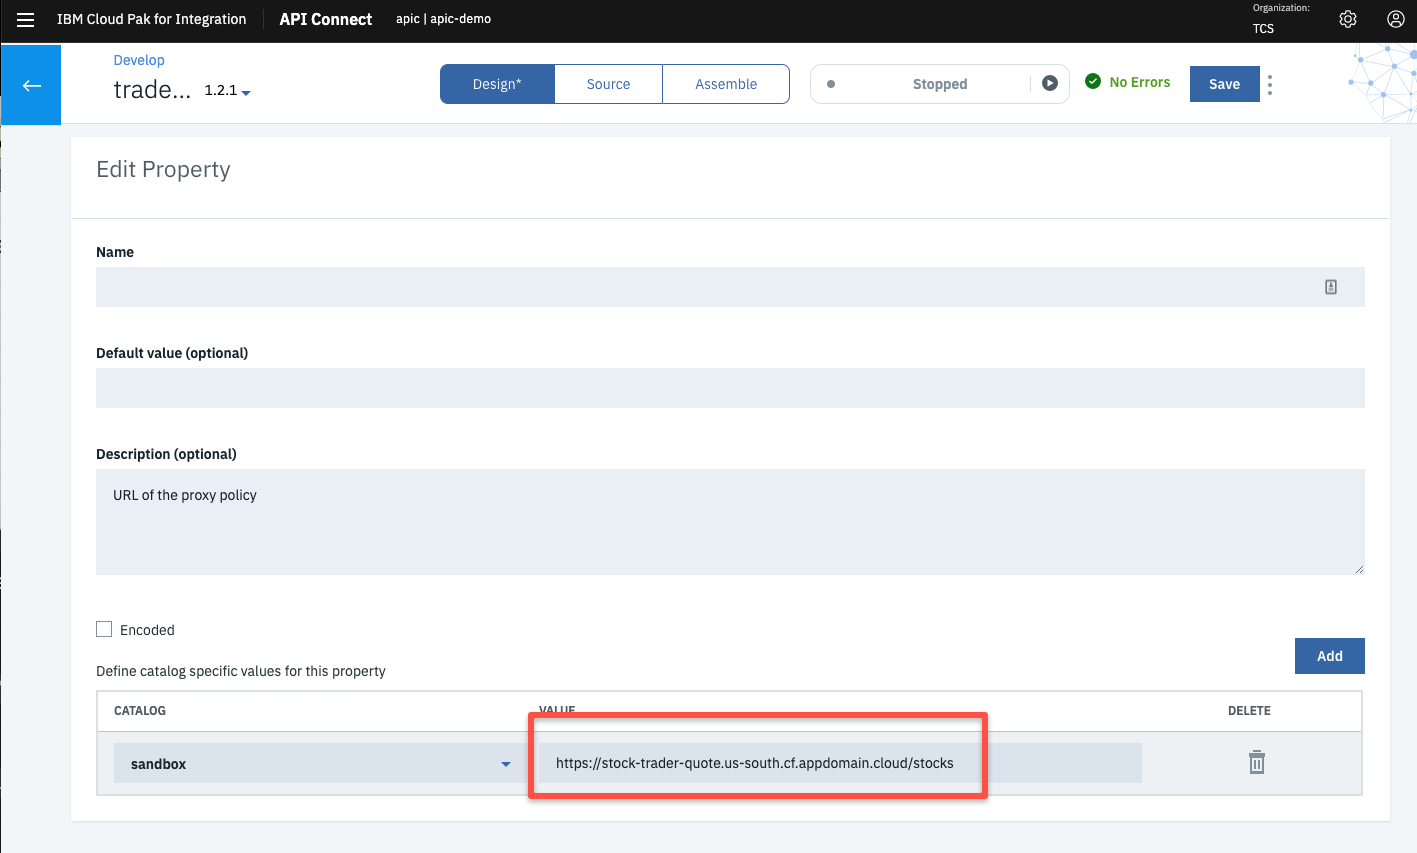 IBM Cloud Pak for Integration
API Connect
apic | apic-demo
Organization:
TCS
Develop
trade...
1.2.1
Design*
Source
Assemble
Stopped
No Errors
Save
Edit Property
Name
Default value (optional)
Description (optional)
URL of the proxy policy
Encoded
Add
Define catalog specific values for this property
CATALOG
VALUE
DELETE
sandbox
https://stock-trader-quote.us-south.cf.appdomain.cloud/stocks